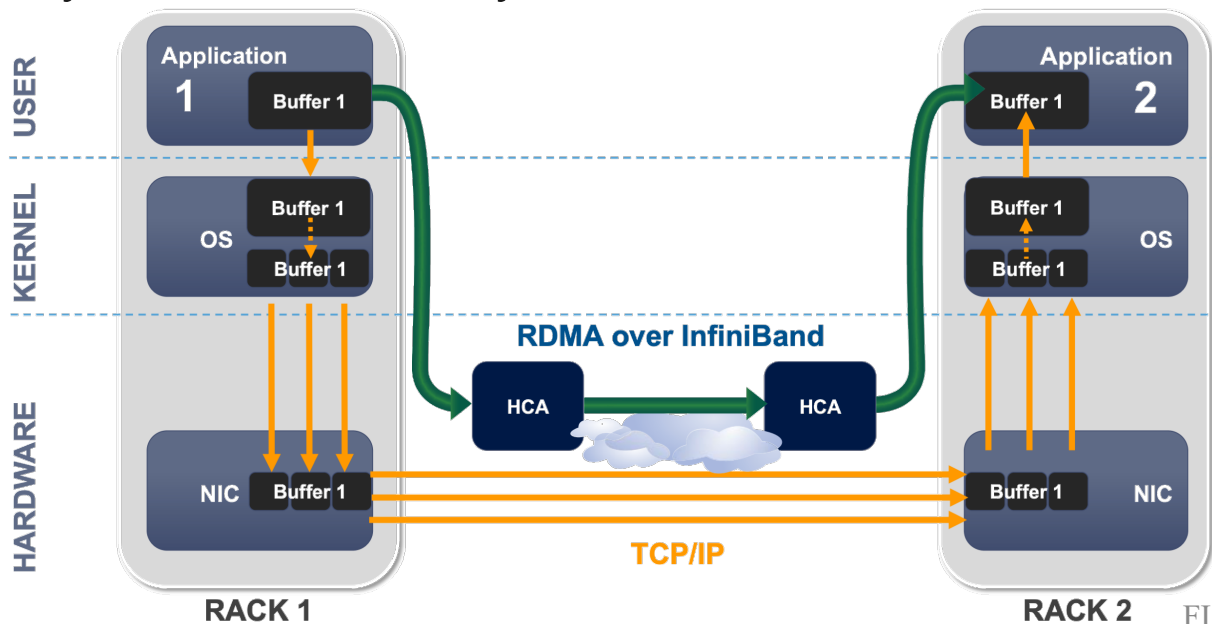 USER
Application
1
Buffer 1
Application
2
Buffer 1
KERNEL
OS
Buffer 1
Buffer 1
Buffer 1
Buffer 1
OS
RDMA over InfiniBand
HCA
HCA
HARDWARE
NIC
Buffer 1
Buffer 1
NIC
TCP/IP
RACK 1
RACK 2